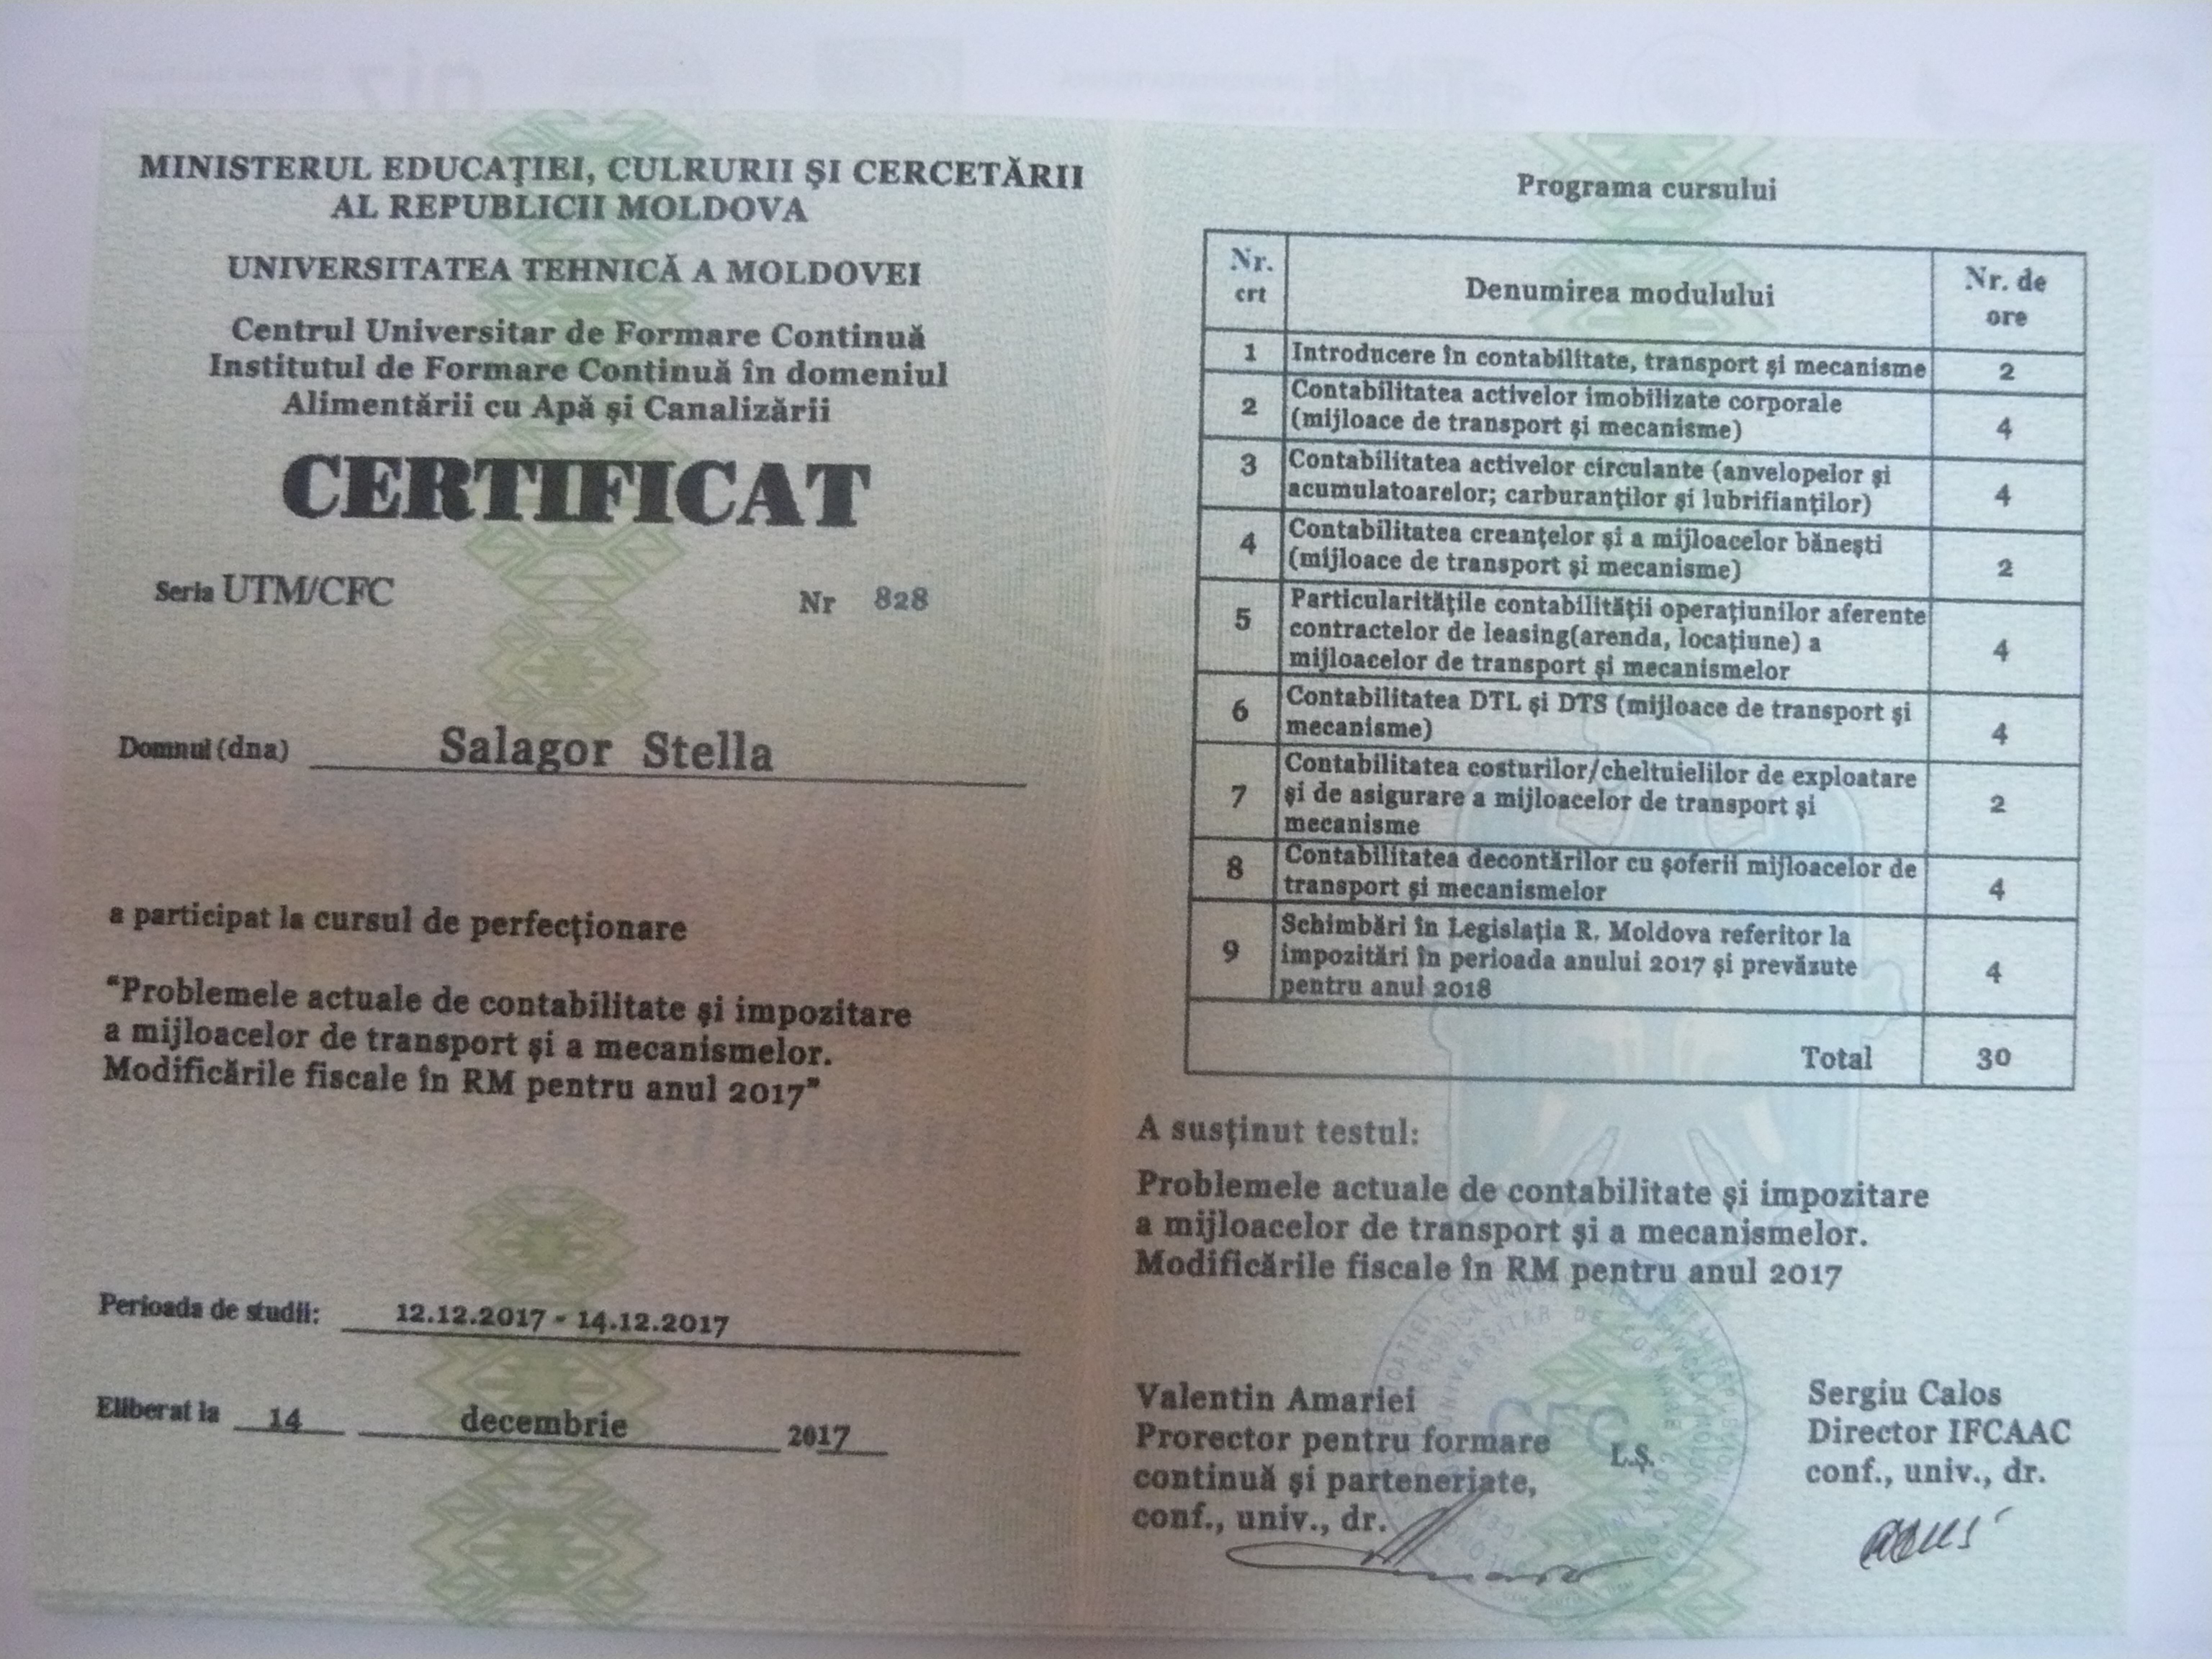 MINISTERUL EDUCAŢIEI, CULRURII ŞI CERCETĂRII
AL REPUBLICII MOLDOVA
UNIVERSITATEA TEHNICĂ A MOLDOVEI
Centrul Universitar de Formare Continuă
Institutul de Formare Continuă în domeniul
Alimentării cu Apă şi Canalizării
CERTIFICAT
Seria UTM/CFC Nr 828
Domnul (dna) Salagor Stella
a participat la cursul de perfecţionare
“Problemele actuale de contabilitate şi impozitare
a mijloacelor de transport şi a mecanismelor.
Modificările fiscale în RM pentru anul 2017”
Perioada de studii: 12.12.2017 - 14.12.2017
Eliberat la 14 decembrie 2017
Programa cursului
Nr. crt Denumirea modulului Nr. de ore
1 Introducere în contabilitate, transport şi mecanisme 2
2 Contabilitatea activelor imobilizate corporale
(mijloace de transport şi mecanisme) 4
3 Contabilitatea activelor circulante (anvelopelor şi
acumulatoarelor; carburanţilor şi lubrifianţilor) 4
4 Contabilitatea creanţelor şi a mijloacelor băneşti
(mijloace de transport şi mecanisme) 2
5 Particularităţile contabilităţii operaţiunilor aferente
contractelor de leasing(arenda, locaţiune) a
mijloacelor de transport şi mecanismelor 4
6 Contabilitatea DTL şi DTS (mijloace de transport şi
mecanisme) 4
7 Contabilitatea costurilor/cheltuielilor de exploatare
şi de asigurare a mijloacelor de transport şi
mecanisme 2
8 Contabilitatea decontărilor cu şoferii mijloacelor de
transport şi mecanismelor 4
9 Schimbări în Legislaţia R. Moldova referitor la
impozitări în perioada anului 2017 şi prevăzute
pentru anul 2018 4
Total 30
A susţinut testul:
Problemele actuale de contabilitate şi impozitare
a mijloacelor de transport şi a mecanismelor.
Modificările fiscale în RM pentru anul 2017
Valentin Amariei
Prorector pentru formare
continuă şi parteneriate,
conf., univ., dr.
CFC
L.Ş.
Sergiu Calos
Director IFCAAC
conf., univ., dr.